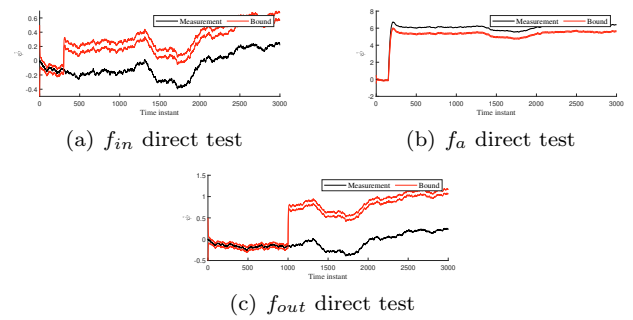 Measurement Bound
0.6
0.4
0.2
0
-0.2
-0.4
0 500 1000 1500 2000 2500 3000
Time instant
(a) f_in direct test
Measurement Bound
8
6
4
2
0
-2
0 500 1000 1500 2000 2500 3000
Time instant
(b) f_a direct test
Measurement Bound
1.5
1
0.5
0
-0.5
0 500 1000 1500 2000 2500 3000
Time instant
(c) f_out direct test